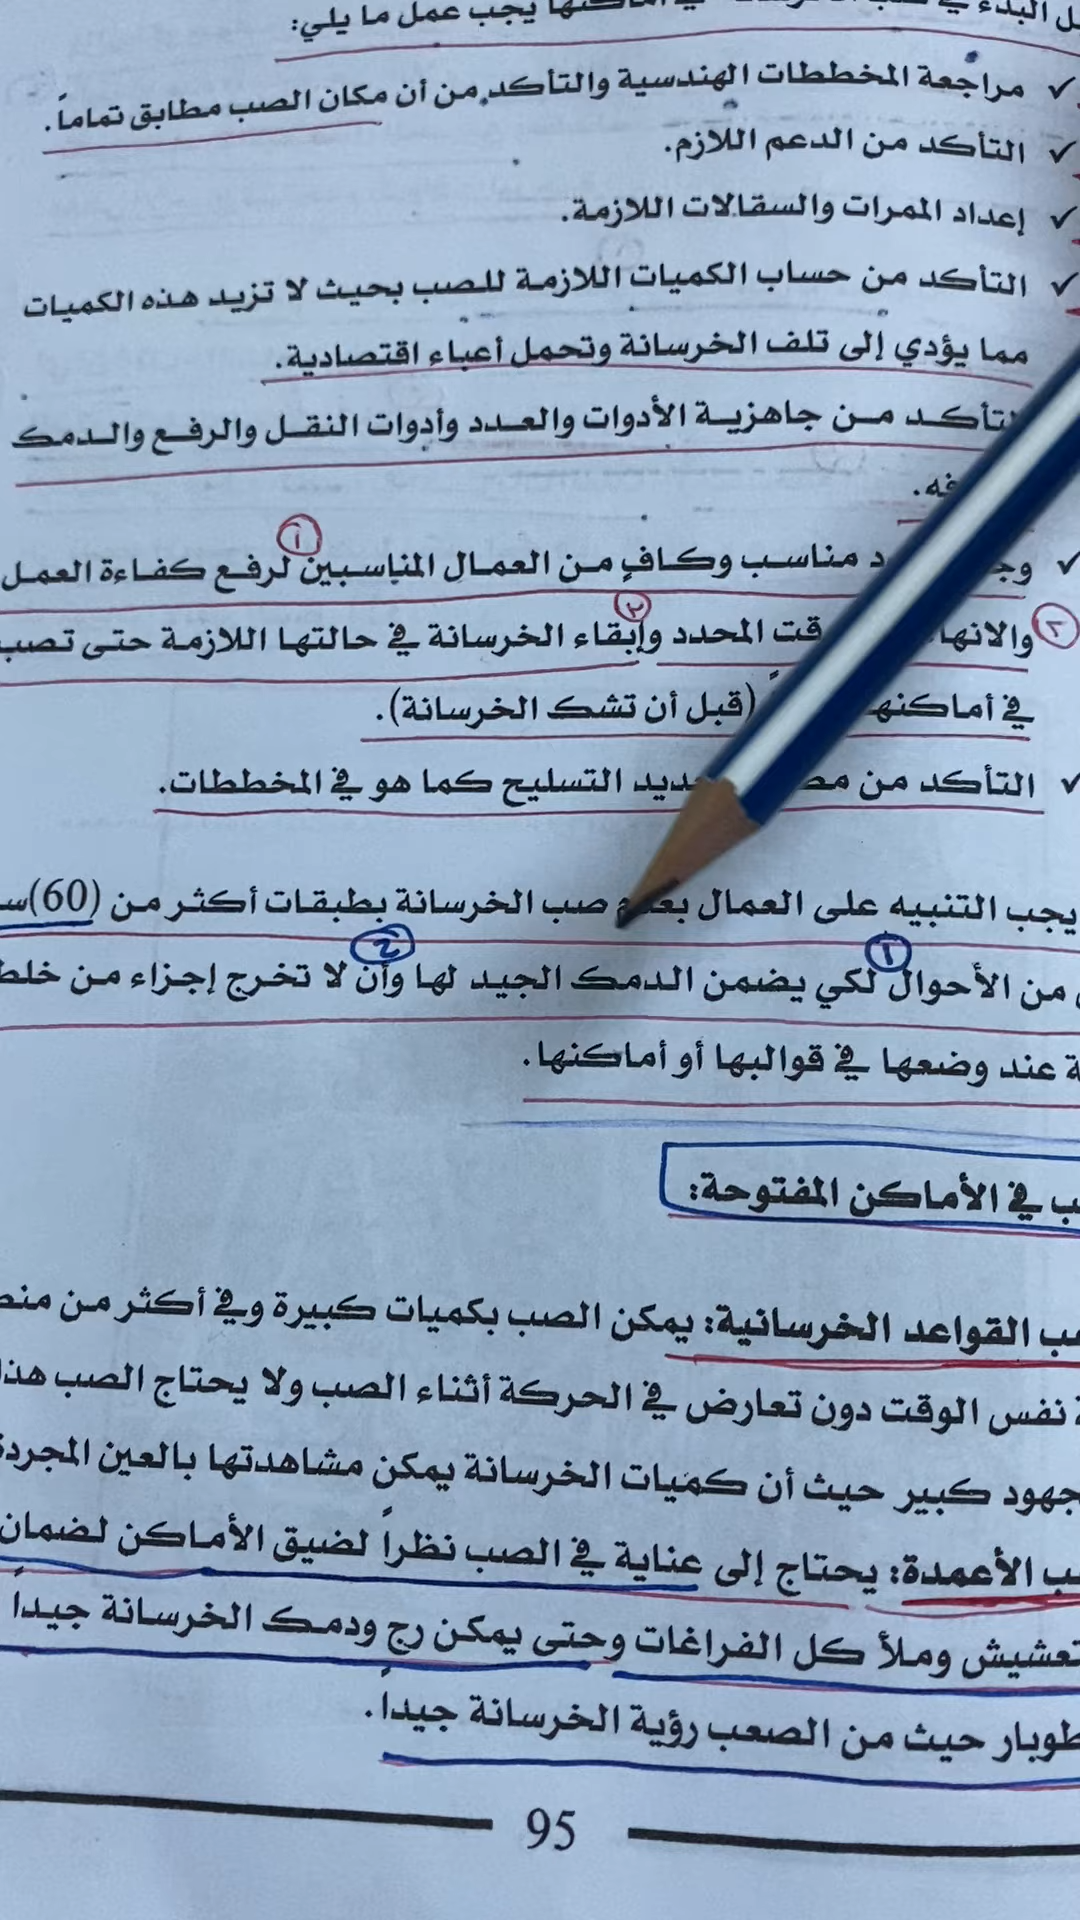 يجب عمل ما يلي:
✓ مراجعة المخططات الهندسية والتأكد من أن مكان الصب مطابق تماماً.
✓ التأكد من الدعم اللازم.
✓ إعداد الممرات والسقالات اللازمة.
✓ التأكد من حساب الكميات اللازمة للصب بحيث لا تزيد هذه الكميات
مما يؤدي إلى تلف الخرسانة وتحمل أعباء اقتصادية.
التأكد من جاهزية الأدوات والعدد وأدوات النقل والرفع والدمك
✓ مناسب وكافٍ من العمال المناسبين ١ لرفع كفاءة العمل
٢ المحدد ٣ وإبقاء الخرسانة في حالتها اللازمة حتى تصب
في (قبل أن تشك الخرسانة).
✓ التأكد من التسليح كما هو في المخططات.
يجب التنبيه على العمال صب الخرسانة بطبقات أكثر من (60)
من الأحوال ١ لكي يضمن الدمك الجيد لها ٢ وأن لا تخرج إجزاء من
عند وضعها في قوالبها أو أماكنها.
في الأماكن المفتوحة:
القواعد الخرسانية: يمكن الصب بكميات كبيرة وفي أكثر من
نفس الوقت دون تعارض في الحركة أثناء الصب ولا يحتاج الصب
كبير حيث أن كميات الخرسانة يمكن مشاهدتها بالعين المجردة
الأعمدة: يحتاج إلى عناية في الصب نظراً لضيق الأماكن لضمان
وملأ كل الفراغات وحتى يمكن رج ودمك الخرسانة جيداً
حيث من الصعب رؤية الخرسانة جيداً.
95